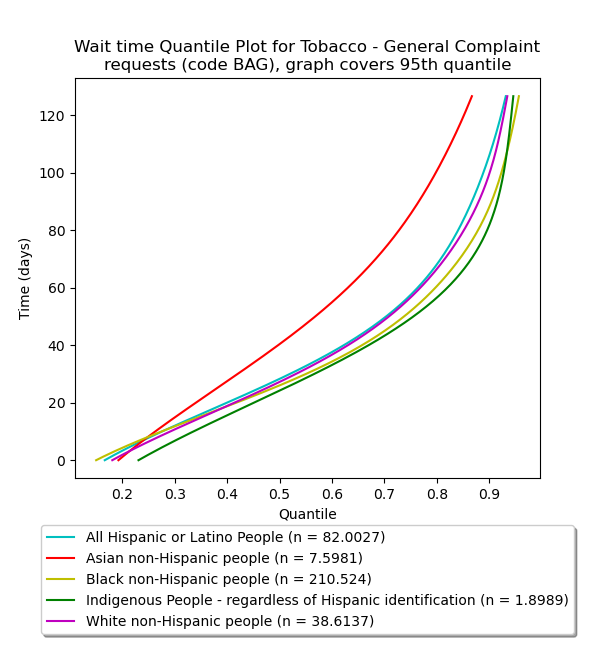 Wait time Quantile Plot for Tobacco - General Complaint
requests (code BAG), graph covers 95th quantile
120
100
80
60
40
20
0
Time (days)
0.2 0.3 0.4 0.5 0.6 0.7 0.8 0.9
Quantile
All Hispanic or Latino People (n = 82.0027)
Asian non-Hispanic people (n = 7.5981)
Black non-Hispanic people (n = 210.524)
Indigenous People - regardless of Hispanic identification (n = 1.8989)
White non-Hispanic people (n = 38.6137)